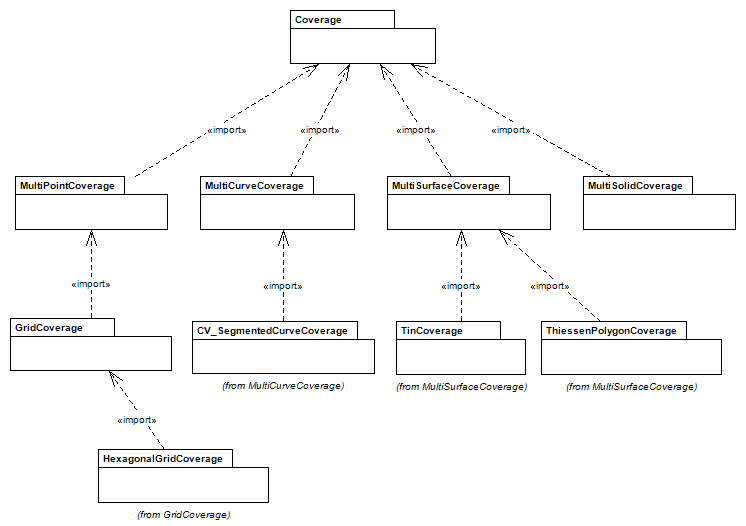 Coverage
«import» «import» «import» «import»
MultiPointCoverage
MultiCurveCoverage
MultiSurfaceCoverage
MultiSolidCoverage
«import» «import» «import» «import»
GridCoverage
CV_SegmentedCurveCoverage
TinCoverage
ThiessenPolygonCoverage
(from MultiCurveCoverage)
(from MultiSurfaceCoverage)
(from MultiSurfaceCoverage)
«import»
HexagonalGridCoverage
(from GridCoverage)